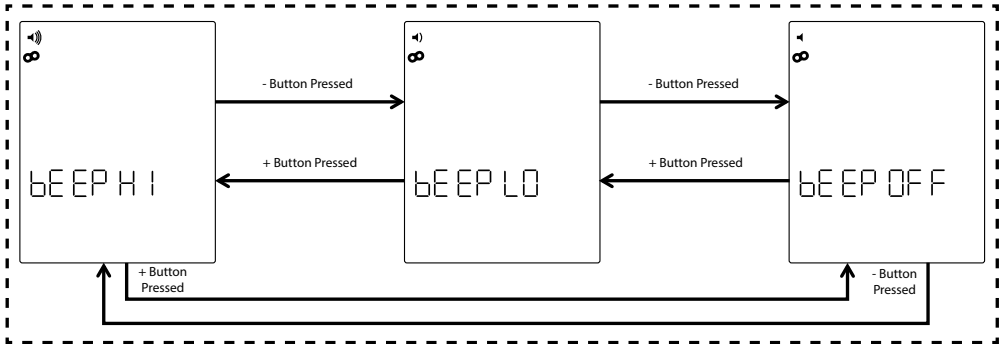 - Button Pressed
- Button Pressed
+ Button Pressed
+ Button Pressed
bEEP HI
bEEP LO
bEEP OFF
+ Button
Pressed
- Button
Pressed